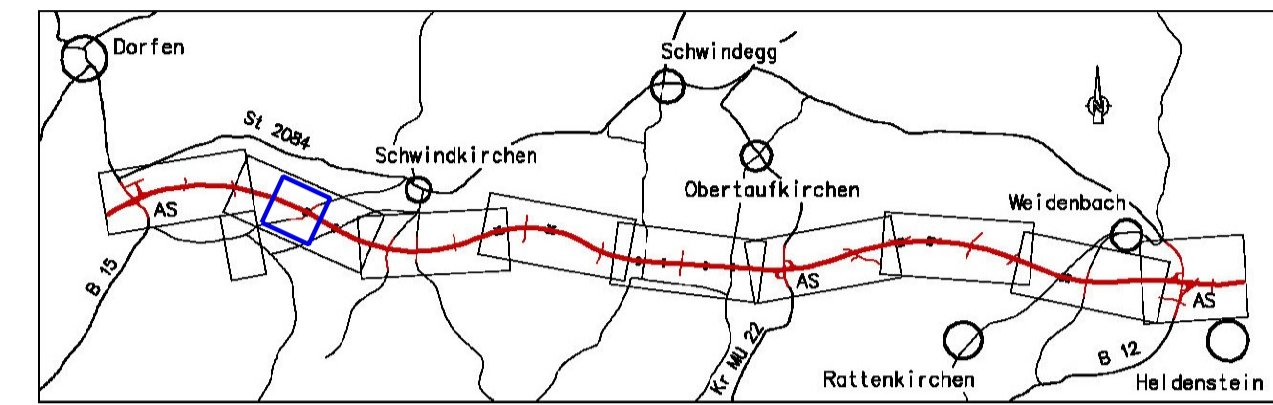 Dorfen
Schwindegg
N
St 2084
Schwindkirchen
Obertaufkirchen
Weidenbach
AS
B 15
AS
AS
Kr MÜ 22
B 12
Rattenkirchen
Heldenstein